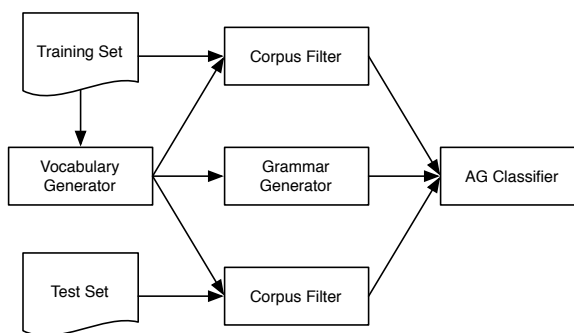 Training Set
Corpus Filter
Vocabulary
Generator
Grammar
Generator
AG Classifier
Test Set
Corpus Filter